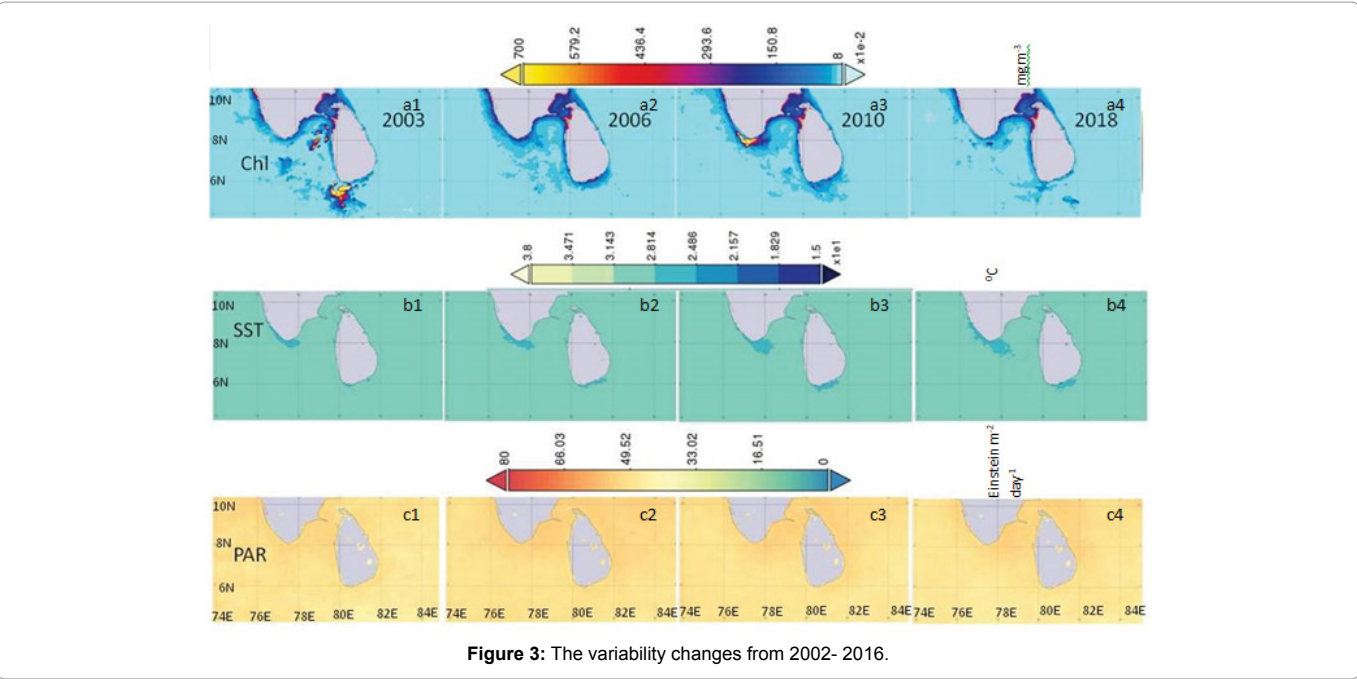 700 579.2 436.4 293.6 150.8 8 x1e-2
mg m-3
10N a1 a2 a3 a4
2003 2006 2010 2018
8N
Chl
6N
3.8 3.471 3.143 2.814 2.486 2.157 1.829 1.5 x1e1
⁰C
10N b1 b2 b3 b4
SST
8N
6N
80 66.03 49.52 33.02 16.51 0
Einstein m-2
day-1
10N c1 c2 c3 c4
8N
PAR
6N
74E 76E 78E 80E 82E 84E 74E 76E 78E 80E 82E 84E 74E 76E 78E 80E 82E 84E 74E 76E 78E 80E 82E 84E
Figure 3: The variability changes from 2002- 2016.